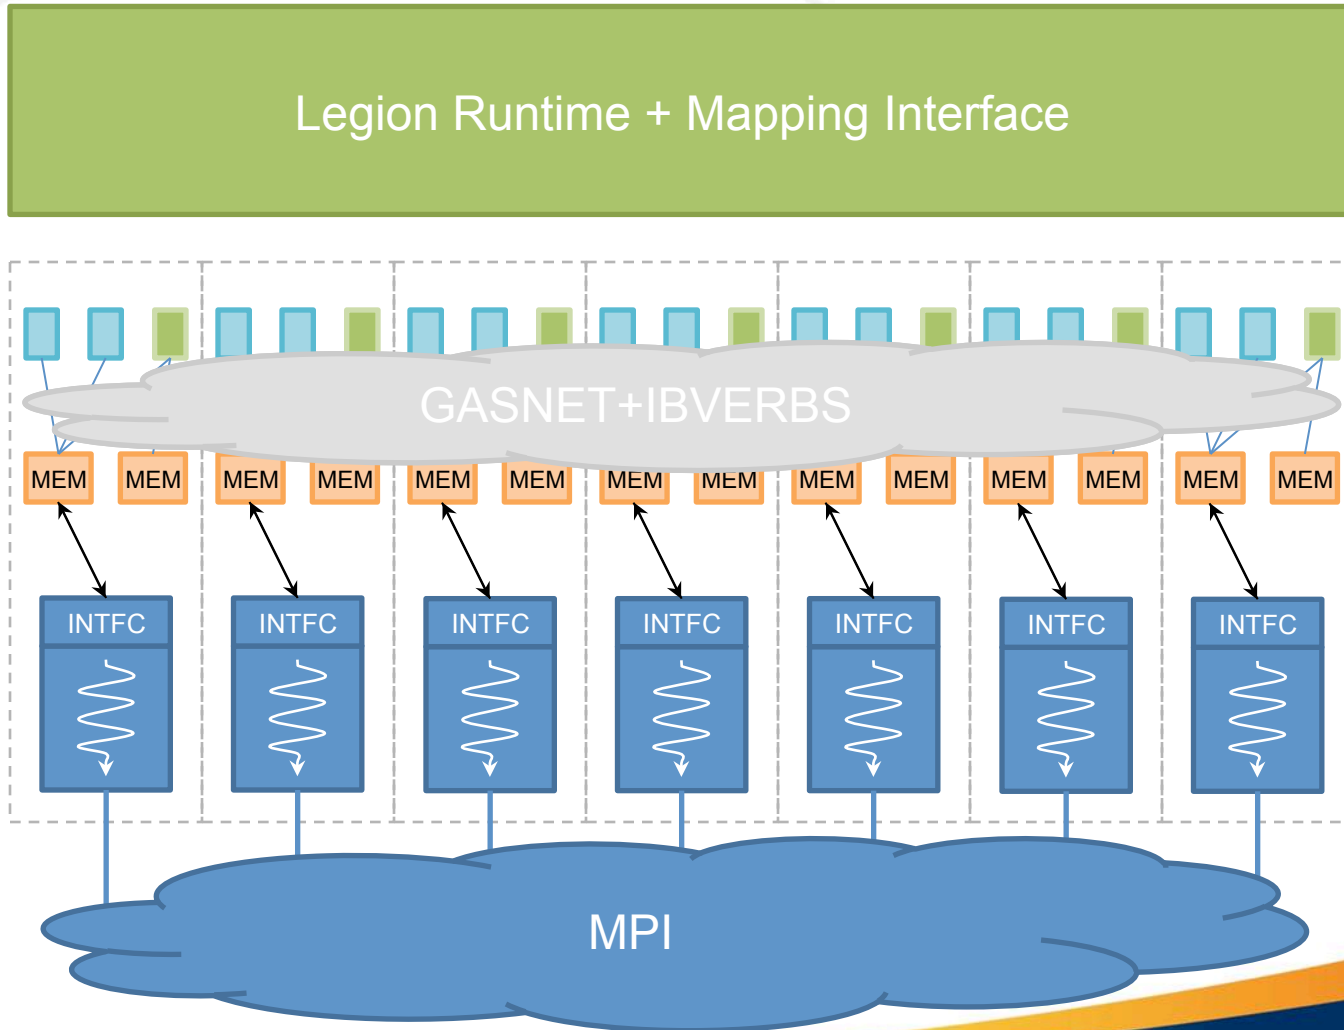 Legion Runtime + Mapping Interface
GASNET+IBVERBS
MEM MEM MEM MEM MEM MEM MEM MEM MEM MEM MEM MEM MEM MEM
INTFC INTFC INTFC INTFC INTFC INTFC INTFC
MPI